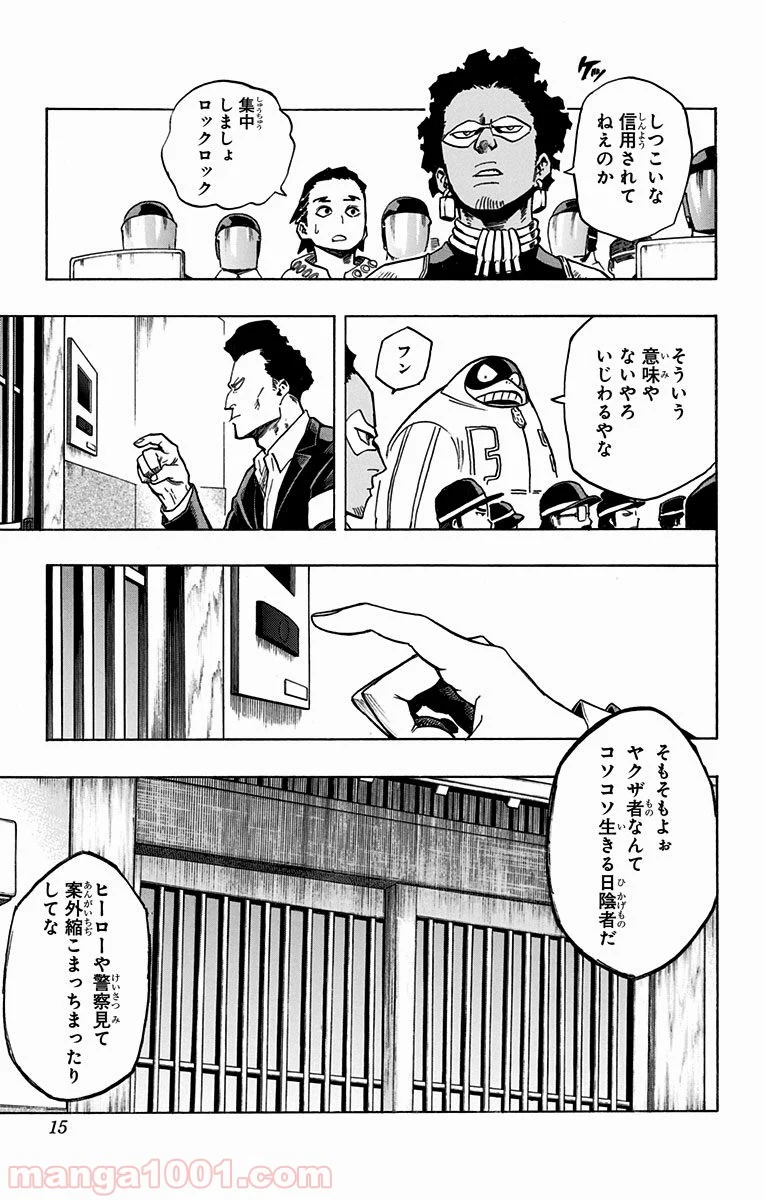 ケッ
しつこいな
信用されて
ねえのか
集中
しましょ
ロックロック
そういう
意味や
ないやろ
いじわるやな
フン
そもそもよぉ
ヤクザ者なんて
コソコソ生きる日陰者だ
ヒーローや警察見て
案外縮こまっちまったり
してな
15
manga1001.com